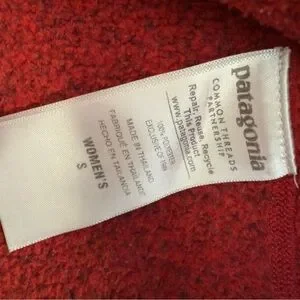 patagonia
COMMON THREADS
PARTNERSHIP
Repair, Reuse, Recycle
This Product
www.patagonia.com
100% POLYESTER
EXCLUSIVE OF TRIM
MADE IN THAILAND
FABRIQUÉ EN THAÏLANDE
HECHO EN TAILANDIA
WOMEN'S
S